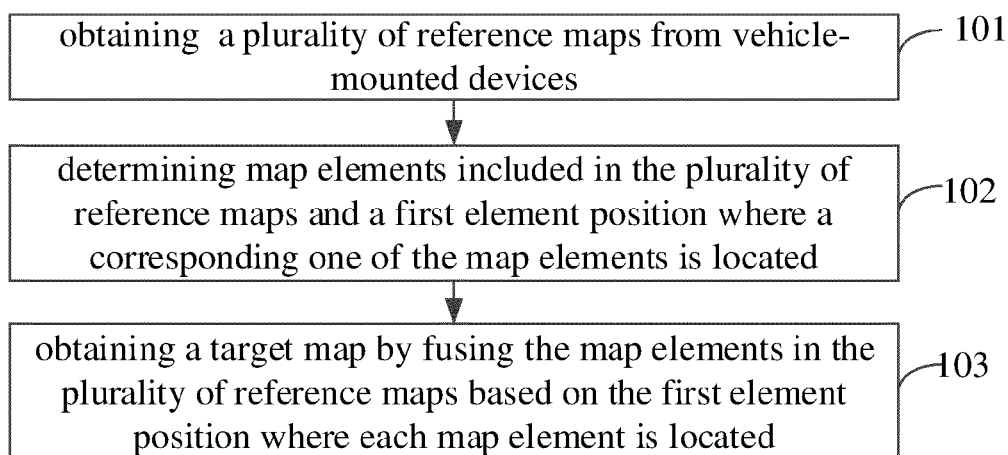 obtaining a plurality of reference maps from vehicle-
mounted devices
101
determining map elements included in the plurality of
reference maps and a first element position where a
corresponding one of the map elements is located
102
obtaining a target map by fusing the map elements in the
plurality of reference maps based on the first element
position where each map element is located
103